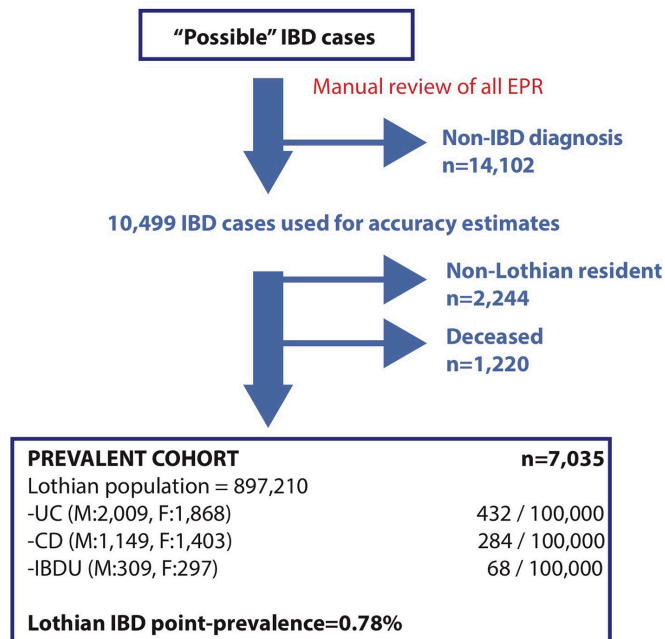 “Possible” IBD cases
Manual review of all EPR
Non-IBD diagnosis
n=14,102
10,499 IBD cases used for accuracy estimates
Non-Lothian resident
n=2,244
Deceased
n=1,220
PREVALENT COHORT n=7,035
Lothian population = 897,210
-UC (M:2,009, F:1,868) 432 / 100,000
-CD (M:1,149, F:1,403) 284 / 100,000
-IBDU (M:309, F:297) 68 / 100,000
Lothian IBD point-prevalence=0.78%